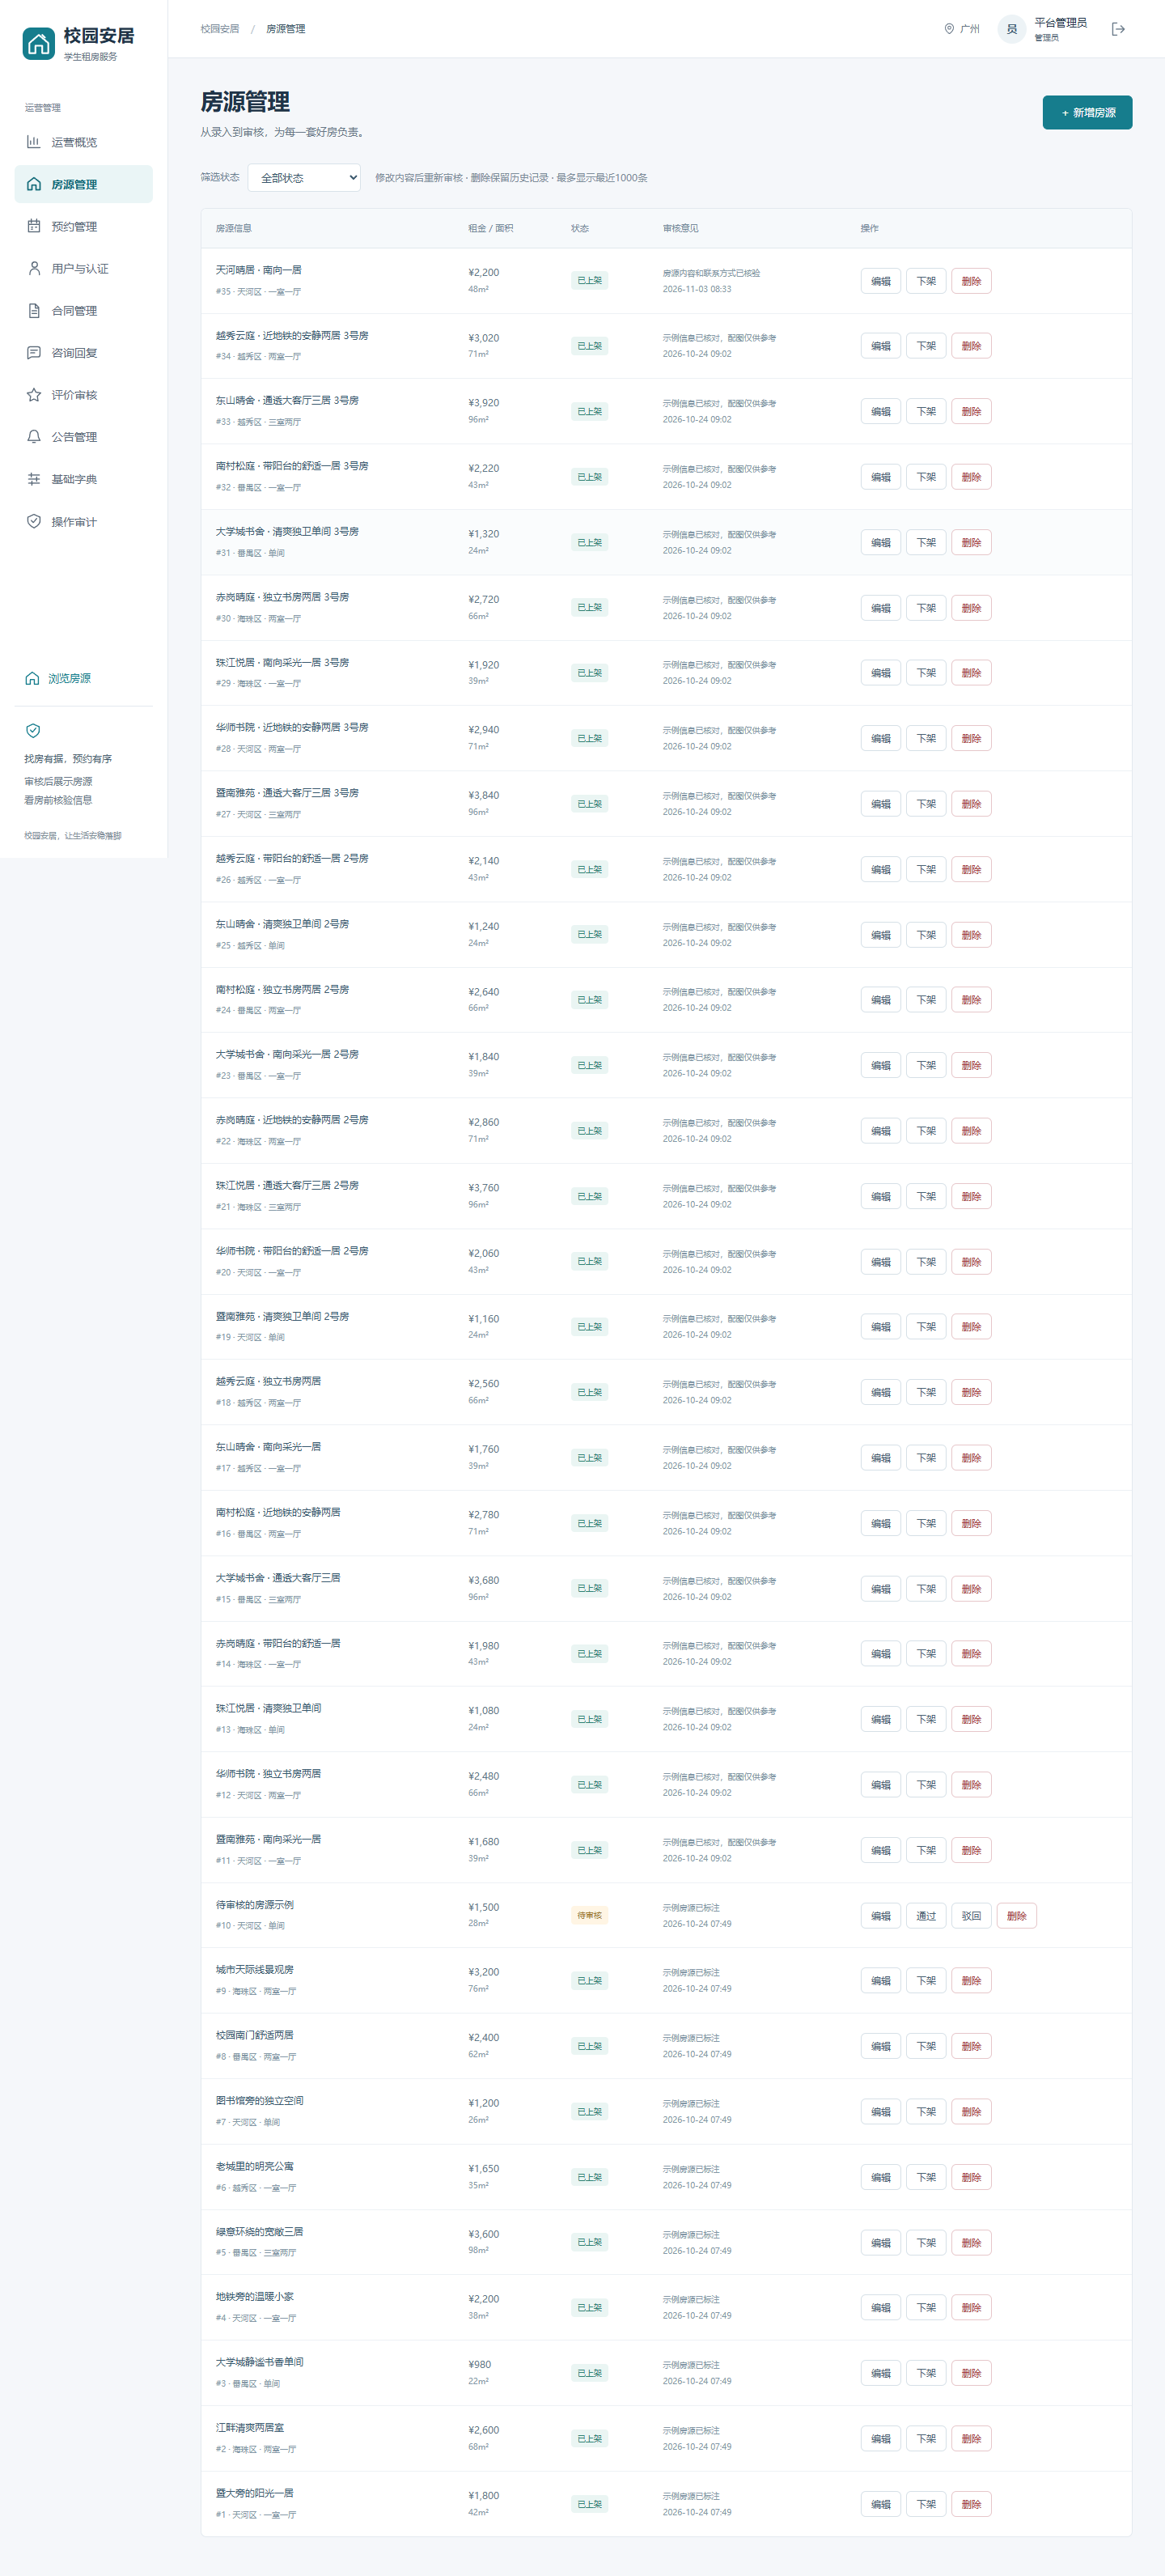 校园安居
学生租房服务
运营管理
运营概览
房源管理
预约管理
用户与认证
合同管理
咨询回复
评价审核
公告管理
基础字典
操作审计
浏览房源
找房有据，预约有序
审核后展示房源
看房前核验信息
校园安居，让生活安稳落脚
校园安居 / 房源管理
广州
员
平台管理员
管理员
房源管理
从录入到审核，为每一套好房负责。
+ 新增房源
筛选状态 全部状态 修改内容后重新审核 · 删除保留历史记录 · 最多显示最近1000条
房源信息 租金 / 面积 状态 审核意见 操作
天河晴居 · 南向一居 ¥2,200 已上架 房源内容和联系方式已核验 编辑 下架 删除
#35 · 天河区 · 一室一厅 48m² 2026-11-03 08:33
越秀云庭 · 近地铁的安静两居 3号房 ¥3,020 已上架 示例信息已核对，配图仅供参考 编辑 下架 删除
#34 · 越秀区 · 两室一厅 71m² 2026-10-24 09:02
东山晴舍 · 通透大客厅三居 3号房 ¥3,920 已上架 示例信息已核对，配图仅供参考 编辑 下架 删除
#33 · 越秀区 · 三室两厅 96m² 2026-10-24 09:02
南村松庭 · 带阳台的舒适一居 3号房 ¥2,220 已上架 示例信息已核对，配图仅供参考 编辑 下架 删除
#32 · 番禺区 · 一室一厅 43m² 2026-10-24 09:02
大学城书舍 · 清爽独卫单间 3号房 ¥1,320 已上架 示例信息已核对，配图仅供参考 编辑 下架 删除
#31 · 番禺区 · 单间 24m² 2026-10-24 09:02
赤岗晴庭 · 独立书房两居 3号房 ¥2,720 已上架 示例信息已核对，配图仅供参考 编辑 下架 删除
#30 · 海珠区 · 两室一厅 66m² 2026-10-24 09:02
珠江悦居 · 南向采光一居 3号房 ¥1,920 已上架 示例信息已核对，配图仅供参考 编辑 下架 删除
#29 · 海珠区 · 一室一厅 39m² 2026-10-24 09:02
华师书院 · 近地铁的安静两居 3号房 ¥2,940 已上架 示例信息已核对，配图仅供参考 编辑 下架 删除
#28 · 天河区 · 两室一厅 71m² 2026-10-24 09:02
暨南雅苑 · 通透大客厅三居 3号房 ¥3,840 已上架 示例信息已核对，配图仅供参考 编辑 下架 删除
#27 · 天河区 · 三室两厅 96m² 2026-10-24 09:02
越秀云庭 · 带阳台的舒适一居 2号房 ¥2,140 已上架 示例信息已核对，配图仅供参考 编辑 下架 删除
#26 · 越秀区 · 一室一厅 43m² 2026-10-24 09:02
东山晴舍 · 清爽独卫单间 2号房 ¥1,240 已上架 示例信息已核对，配图仅供参考 编辑 下架 删除
#25 · 越秀区 · 单间 24m² 2026-10-24 09:02
南村松庭 · 独立书房两居 2号房 ¥2,640 已上架 示例信息已核对，配图仅供参考 编辑 下架 删除
#24 · 番禺区 · 两室一厅 66m² 2026-10-24 09:02
大学城书舍 · 南向采光一居 2号房 ¥1,840 已上架 示例信息已核对，配图仅供参考 编辑 下架 删除
#23 · 番禺区 · 一室一厅 39m² 2026-10-24 09:02
赤岗晴庭 · 近地铁的安静两居 2号房 ¥2,860 已上架 示例信息已核对，配图仅供参考 编辑 下架 删除
#22 · 海珠区 · 两室一厅 71m² 2026-10-24 09:02
珠江悦居 · 通透大客厅三居 2号房 ¥3,760 已上架 示例信息已核对，配图仅供参考 编辑 下架 删除
#21 · 海珠区 · 三室两厅 96m² 2026-10-24 09:02
华师书院 · 带阳台的舒适一居 2号房 ¥2,060 已上架 示例信息已核对，配图仅供参考 编辑 下架 删除
#20 · 天河区 · 一室一厅 43m² 2026-10-24 09:02
暨南雅苑 · 清爽独卫单间 2号房 ¥1,160 已上架 示例信息已核对，配图仅供参考 编辑 下架 删除
#19 · 天河区 · 单间 24m² 2026-10-24 09:02
越秀云庭 · 独立书房两居 ¥2,560 已上架 示例信息已核对，配图仅供参考 编辑 下架 删除
#18 · 越秀区 · 两室一厅 66m² 2026-10-24 09:02
东山晴舍 · 南向采光一居 ¥1,760 已上架 示例信息已核对，配图仅供参考 编辑 下架 删除
#17 · 越秀区 · 一室一厅 39m² 2026-10-24 09:02
南村松庭 · 近地铁的安静两居 ¥2,780 已上架 示例信息已核对，配图仅供参考 编辑 下架 删除
#16 · 番禺区 · 两室一厅 71m² 2026-10-24 09:02
大学城书舍 · 通透大客厅三居 ¥3,680 已上架 示例信息已核对，配图仅供参考 编辑 下架 删除
#15 · 番禺区 · 三室两厅 96m² 2026-10-24 09:02
赤岗晴庭 · 带阳台的舒适一居 ¥1,980 已上架 示例信息已核对，配图仅供参考 编辑 下架 删除
#14 · 海珠区 · 一室一厅 43m² 2026-10-24 09:02
珠江悦居 · 清爽独卫单间 ¥1,080 已上架 示例信息已核对，配图仅供参考 编辑 下架 删除
#13 · 海珠区 · 单间 24m² 2026-10-24 09:02
华师书院 · 独立书房两居 ¥2,480 已上架 示例信息已核对，配图仅供参考 编辑 下架 删除
#12 · 天河区 · 两室一厅 66m² 2026-10-24 09:02
暨南雅苑 · 南向采光一居 ¥1,680 已上架 示例信息已核对，配图仅供参考 编辑 下架 删除
#11 · 天河区 · 一室一厅 39m² 2026-10-24 09:02
待审核的房源示例 ¥1,500 待审核 示例房源已标注 编辑 通过 驳回 删除
#10 · 天河区 · 单间 28m² 2026-10-24 07:49
城市天际线景观房 ¥3,200 已上架 示例房源已标注 编辑 下架 删除
#9 · 海珠区 · 两室一厅 76m² 2026-10-24 07:49
校园南门舒适两居 ¥2,400 已上架 示例房源已标注 编辑 下架 删除
#8 · 番禺区 · 两室一厅 62m² 2026-10-24 07:49
图书馆旁的独立空间 ¥1,200 已上架 示例房源已标注 编辑 下架 删除
#7 · 天河区 · 单间 26m² 2026-10-24 07:49
老城里的明亮公寓 ¥1,650 已上架 示例房源已标注 编辑 下架 删除
#6 · 越秀区 · 一室一厅 35m² 2026-10-24 07:49
绿意环绕的宽敞三居 ¥3,600 已上架 示例房源已标注 编辑 下架 删除
#5 · 番禺区 · 三室两厅 98m² 2026-10-24 07:49
地铁旁的温暖小家 ¥2,200 已上架 示例房源已标注 编辑 下架 删除
#4 · 天河区 · 一室一厅 38m² 2026-10-24 07:49
大学城静谧书香单间 ¥980 已上架 示例房源已标注 编辑 下架 删除
#3 · 番禺区 · 单间 22m² 2026-10-24 07:49
江畔清爽两居室 ¥2,600 已上架 示例房源已标注 编辑 下架 删除
#2 · 海珠区 · 两室一厅 68m² 2026-10-24 07:49
暨大旁的阳光一居 ¥1,800 已上架 示例房源已标注 编辑 下架 删除
#1 · 天河区 · 一室一厅 42m² 2026-10-24 07:49